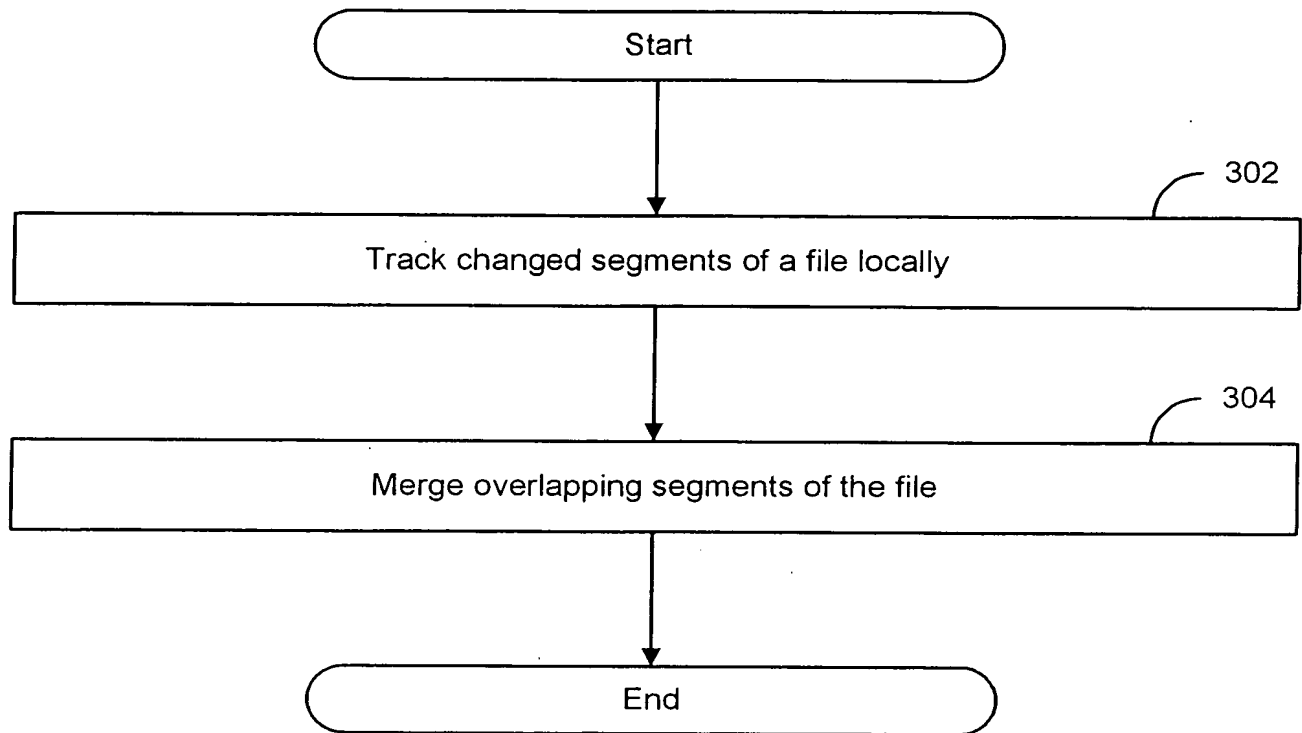 Start
302
Track changed segments of a file locally
304
Merge overlapping segments of the file
End